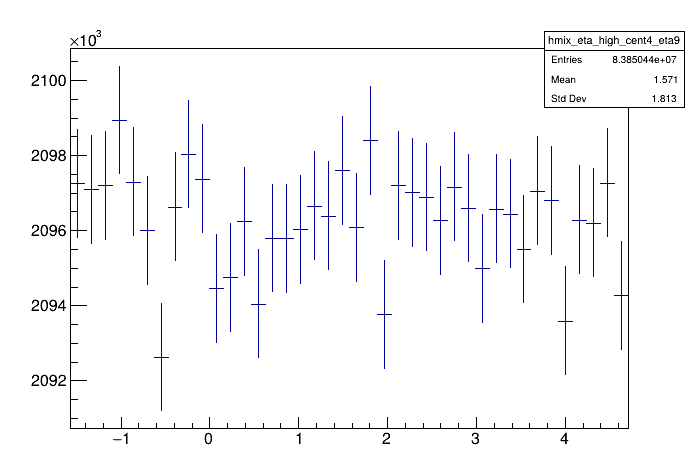 ×10³
hmix_eta_high_cent4_eta9
Entries 8.385044e+07
Mean 1.571
Std Dev 1.813
2100
2098
2096
2094
2092
−1 0 1 2 3 4